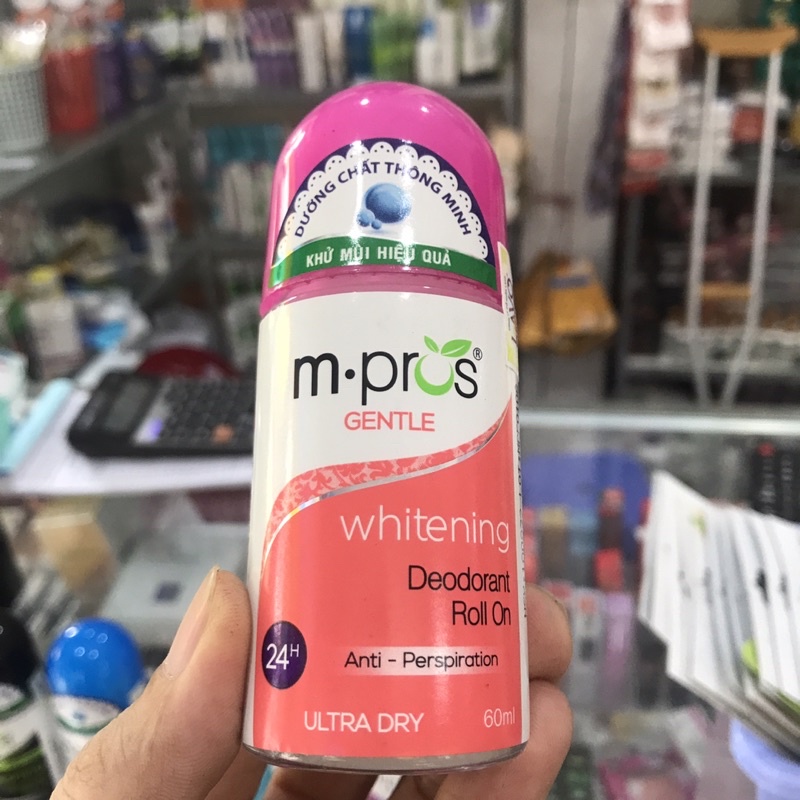 DƯỠNG CHẤT THÔNG MINH
KHỬ MÙI HIỆU QUẢ
m·pros®
GENTLE
whitening
Deodorant
Roll On
24H
Anti - Perspiration
ULTRA DRY
60ml